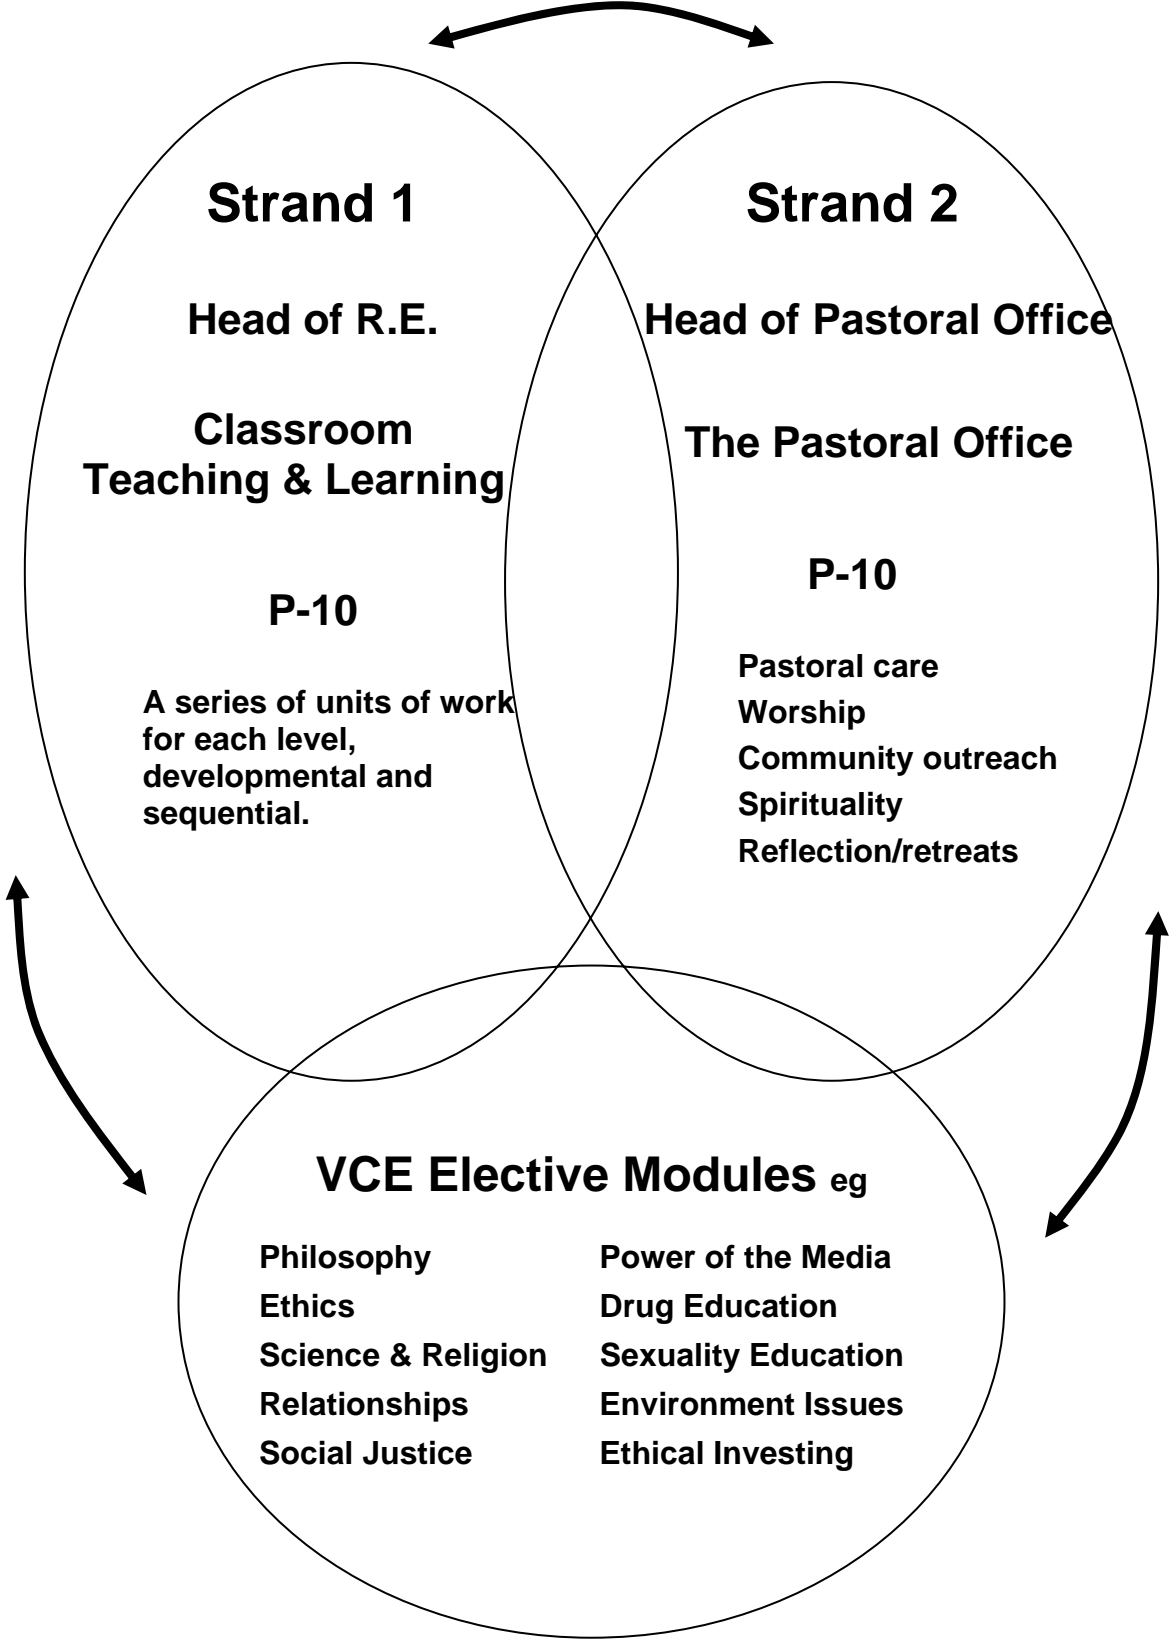 Strand 1
Head of R.E.
Classroom
Teaching & Learning
P-10
A series of units of work
for each level,
developmental and
sequential.
Strand 2
Head of Pastoral Office
The Pastoral Office
P-10
Pastoral care
Worship
Community outreach
Spirituality
Reflection/retreats
VCE Elective Modules eg
Philosophy
Ethics
Science & Religion
Relationships
Social Justice
Power of the Media
Drug Education
Sexuality Education
Environment Issues
Ethical Investing